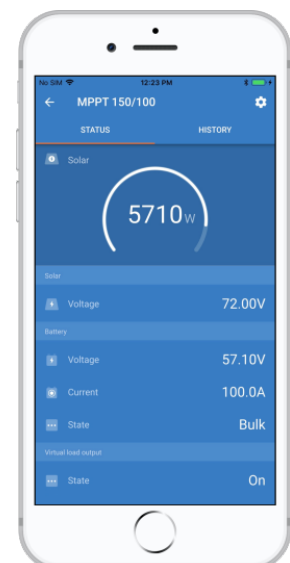 No SIM 12:23 PM
MPPT 150/100
STATUS HISTORY
Solar
5710W
Solar
Voltage 72.00V
Battery
Voltage 57.10V
Current 100.0A
State Bulk
Virtual load output
State On